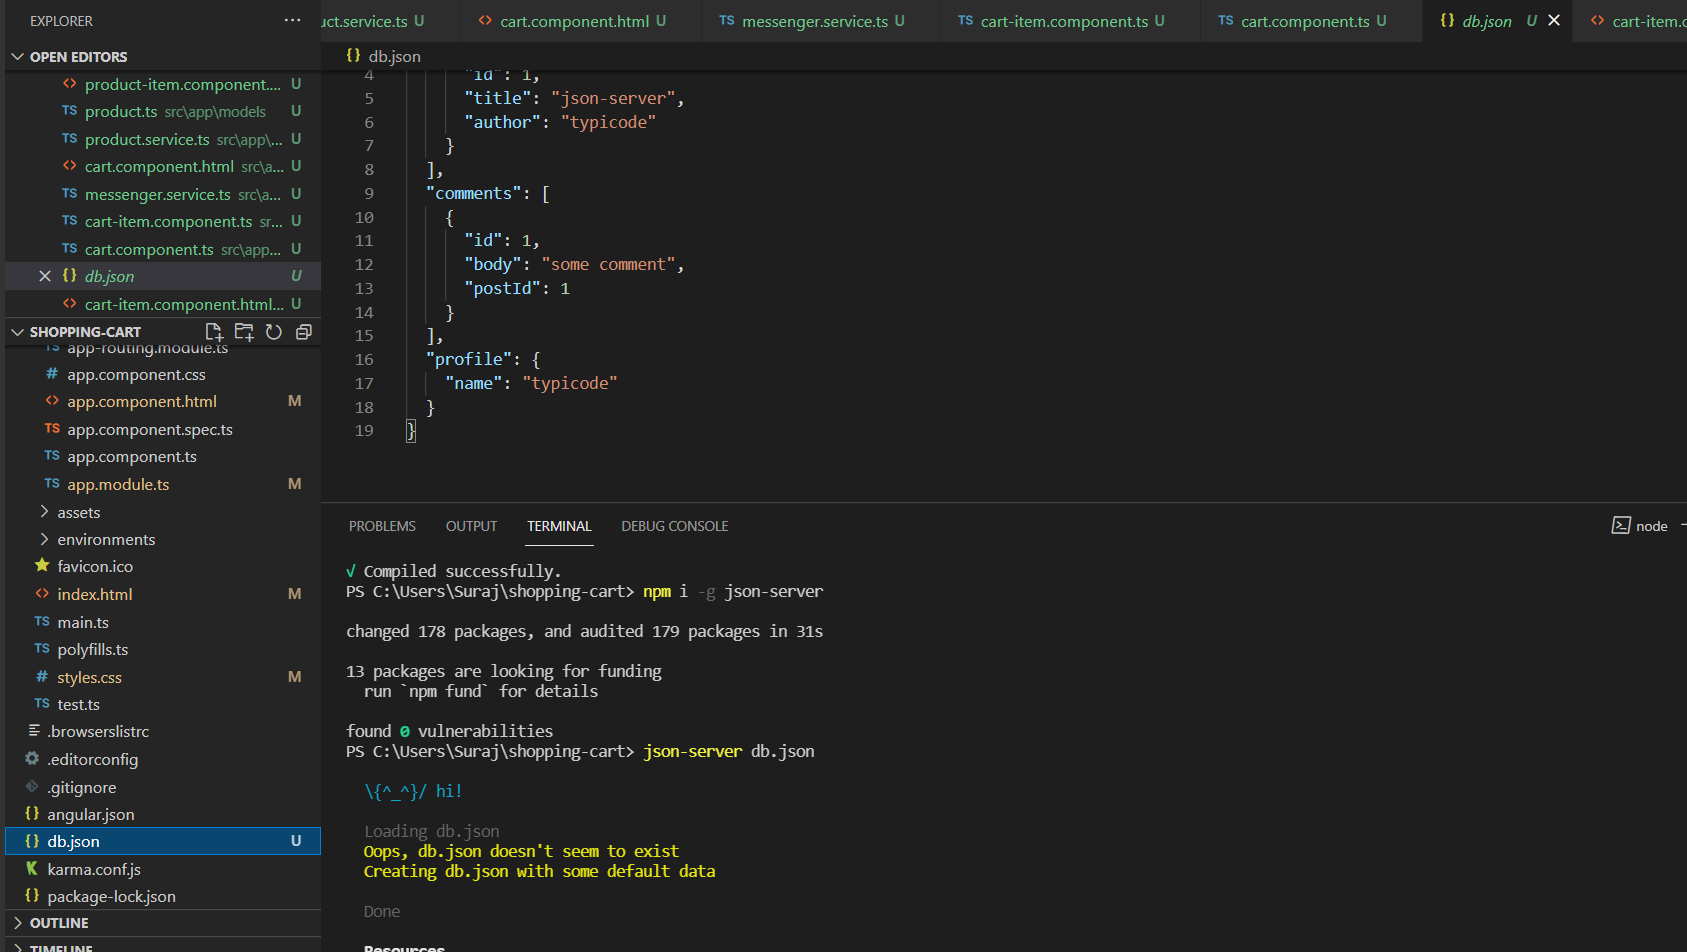 EXPLORER
···
OPEN EDITORS
product-item.component.... U
TS product.ts src\app\models U
TS product.service.ts src\app\... U
cart.component.html src\a... U
TS messenger.service.ts src\a... U
TS cart-item.component.ts sr... U
TS cart.component.ts src\app... U
{} db.json U
cart-item.component.html... U
SHOPPING-CART
TS app-routing.module.ts
# app.component.css
app.component.html M
TS app.component.spec.ts
TS app.component.ts
TS app.module.ts M
assets
environments
favicon.ico
index.html M
TS main.ts
TS polyfills.ts
# styles.css M
TS test.ts
.browserslistrc
.editorconfig
.gitignore
{} angular.json
{} db.json U
karma.conf.js
{} package-lock.json
OUTLINE
TIMELINE
uct.service.ts U
<> cart.component.html U
TS messenger.service.ts U
TS cart-item.component.ts U
TS cart.component.ts U
{} db.json U
<> cart-item.c
{} db.json
4 "id": 1,
5 "title": "json-server",
6 "author": "typicode"
7 }
8 ],
9 "comments": [
10 {
11 "id": 1,
12 "body": "some comment",
13 "postId": 1
14 }
15 ],
16 "profile": {
17 "name": "typicode"
18 }
19 }
PROBLEMS OUTPUT TERMINAL DEBUG CONSOLE
node
√ Compiled successfully.
PS C:\Users\Suraj\shopping-cart> npm i -g json-server
changed 178 packages, and audited 179 packages in 31s
13 packages are looking for funding
run `npm fund` for details
found 0 vulnerabilities
PS C:\Users\Suraj\shopping-cart> json-server db.json
\{^_^}/ hi!
Loading db.json
Oops, db.json doesn't seem to exist
Creating db.json with some default data
Done
Resources